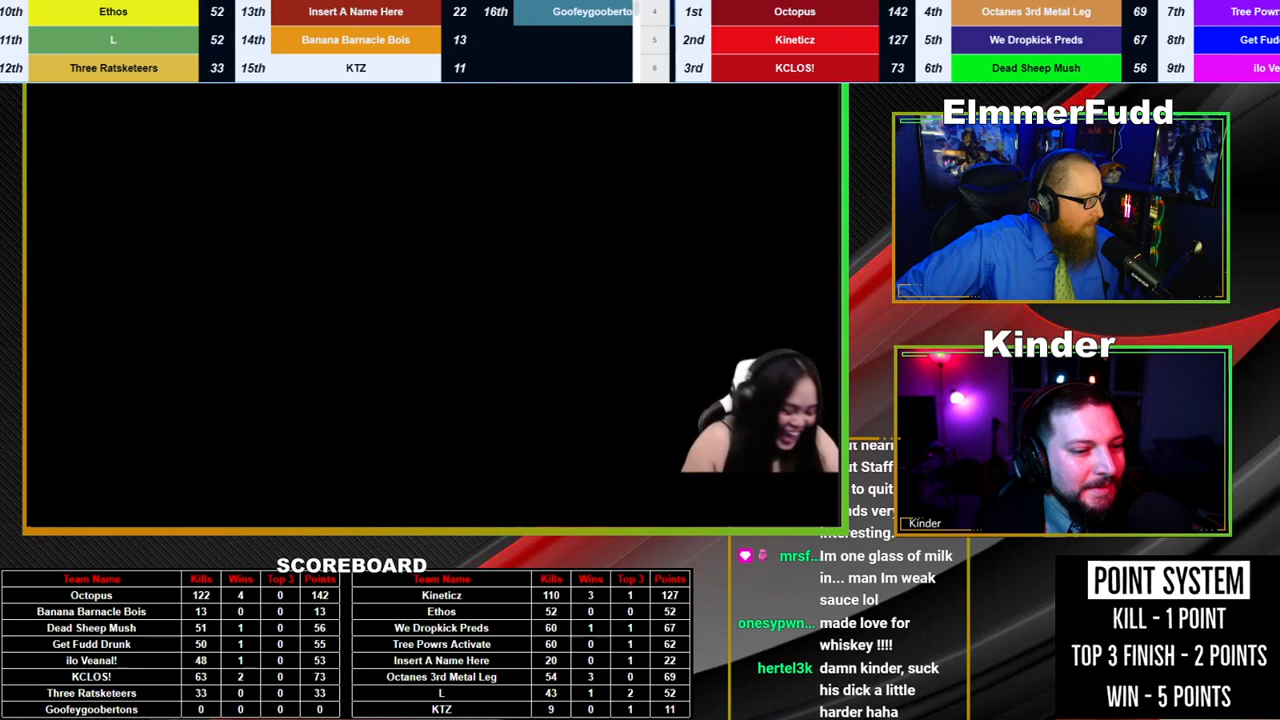 10th Ethos 52 13th Insert A Name Here 22 16th Goofeygooberto
11th L 52 14th Banana Barnacle Bois 13
12th Three Ratsketeers 33 15th KTZ 11
4 1st Octopus 142 4th Octanes 3rd Metal Leg 69 7th Tree Powrs
5 2nd Kineticz 127 5th We Dropkick Preds 67 8th Get Fud
6 3rd KCLOS! 73 6th Dead Sheep Mush 56 9th ilo Ve
ElmmerFudd
Kinder
Kinder
ut Staff
to quit
nds very
interesting.
mrsf... Im one glass of milk
in... man Im weak
sauce lol
onesypwn... made love for
whiskey !!!!
hertel3k damn kinder, suck
his dick a little
harder haha
SCOREBOARD
Team Name Kills Wins Top 3 Points
Octopus 122 4 0 142
Banana Barnacle Bois 13 0 0 13
Dead Sheep Mush 51 1 0 56
Get Fudd Drunk 50 1 0 55
ilo Veanal! 48 1 0 53
KCLOS! 63 2 0 73
Three Ratsketeers 33 0 0 33
Goofeygoobertons 0 0 0 0
Team Name Kills Wins Top 3 Points
Kineticz 110 3 1 127
Ethos 52 0 0 52
We Dropkick Preds 60 1 1 67
Tree Powrs Activate 60 0 1 62
Insert A Name Here 20 0 1 22
Octanes 3rd Metal Leg 54 3 0 69
L 43 1 2 52
KTZ 9 0 1 11
POINT SYSTEM
KILL - 1 POINT
TOP 3 FINISH - 2 POINTS
WIN - 5 POINTS